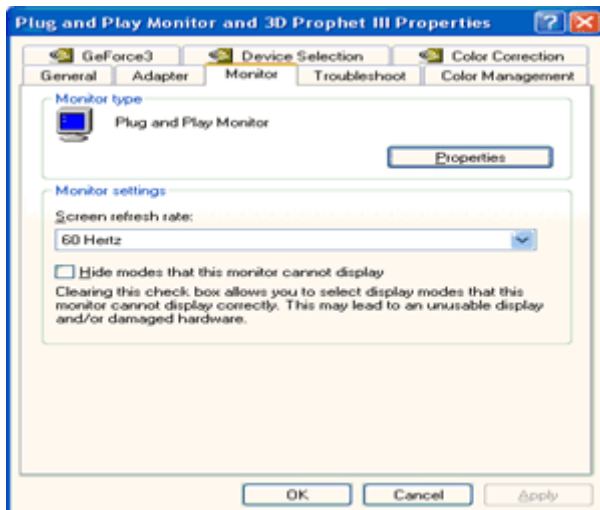 Plug and Play Monitor and 3D Prophet III Properties
GeForce3 Device Selection Color Correction
General Adapter Monitor Troubleshoot Color Management
Monitor type
Plug and Play Monitor
Properties
Monitor settings
Screen refresh rate:
60 Hertz
Hide modes that this monitor cannot display
Clearing this check box allows you to select display modes that this
monitor cannot display correctly. This may lead to an unusable display
and/or damaged hardware.
OK Cancel Apply